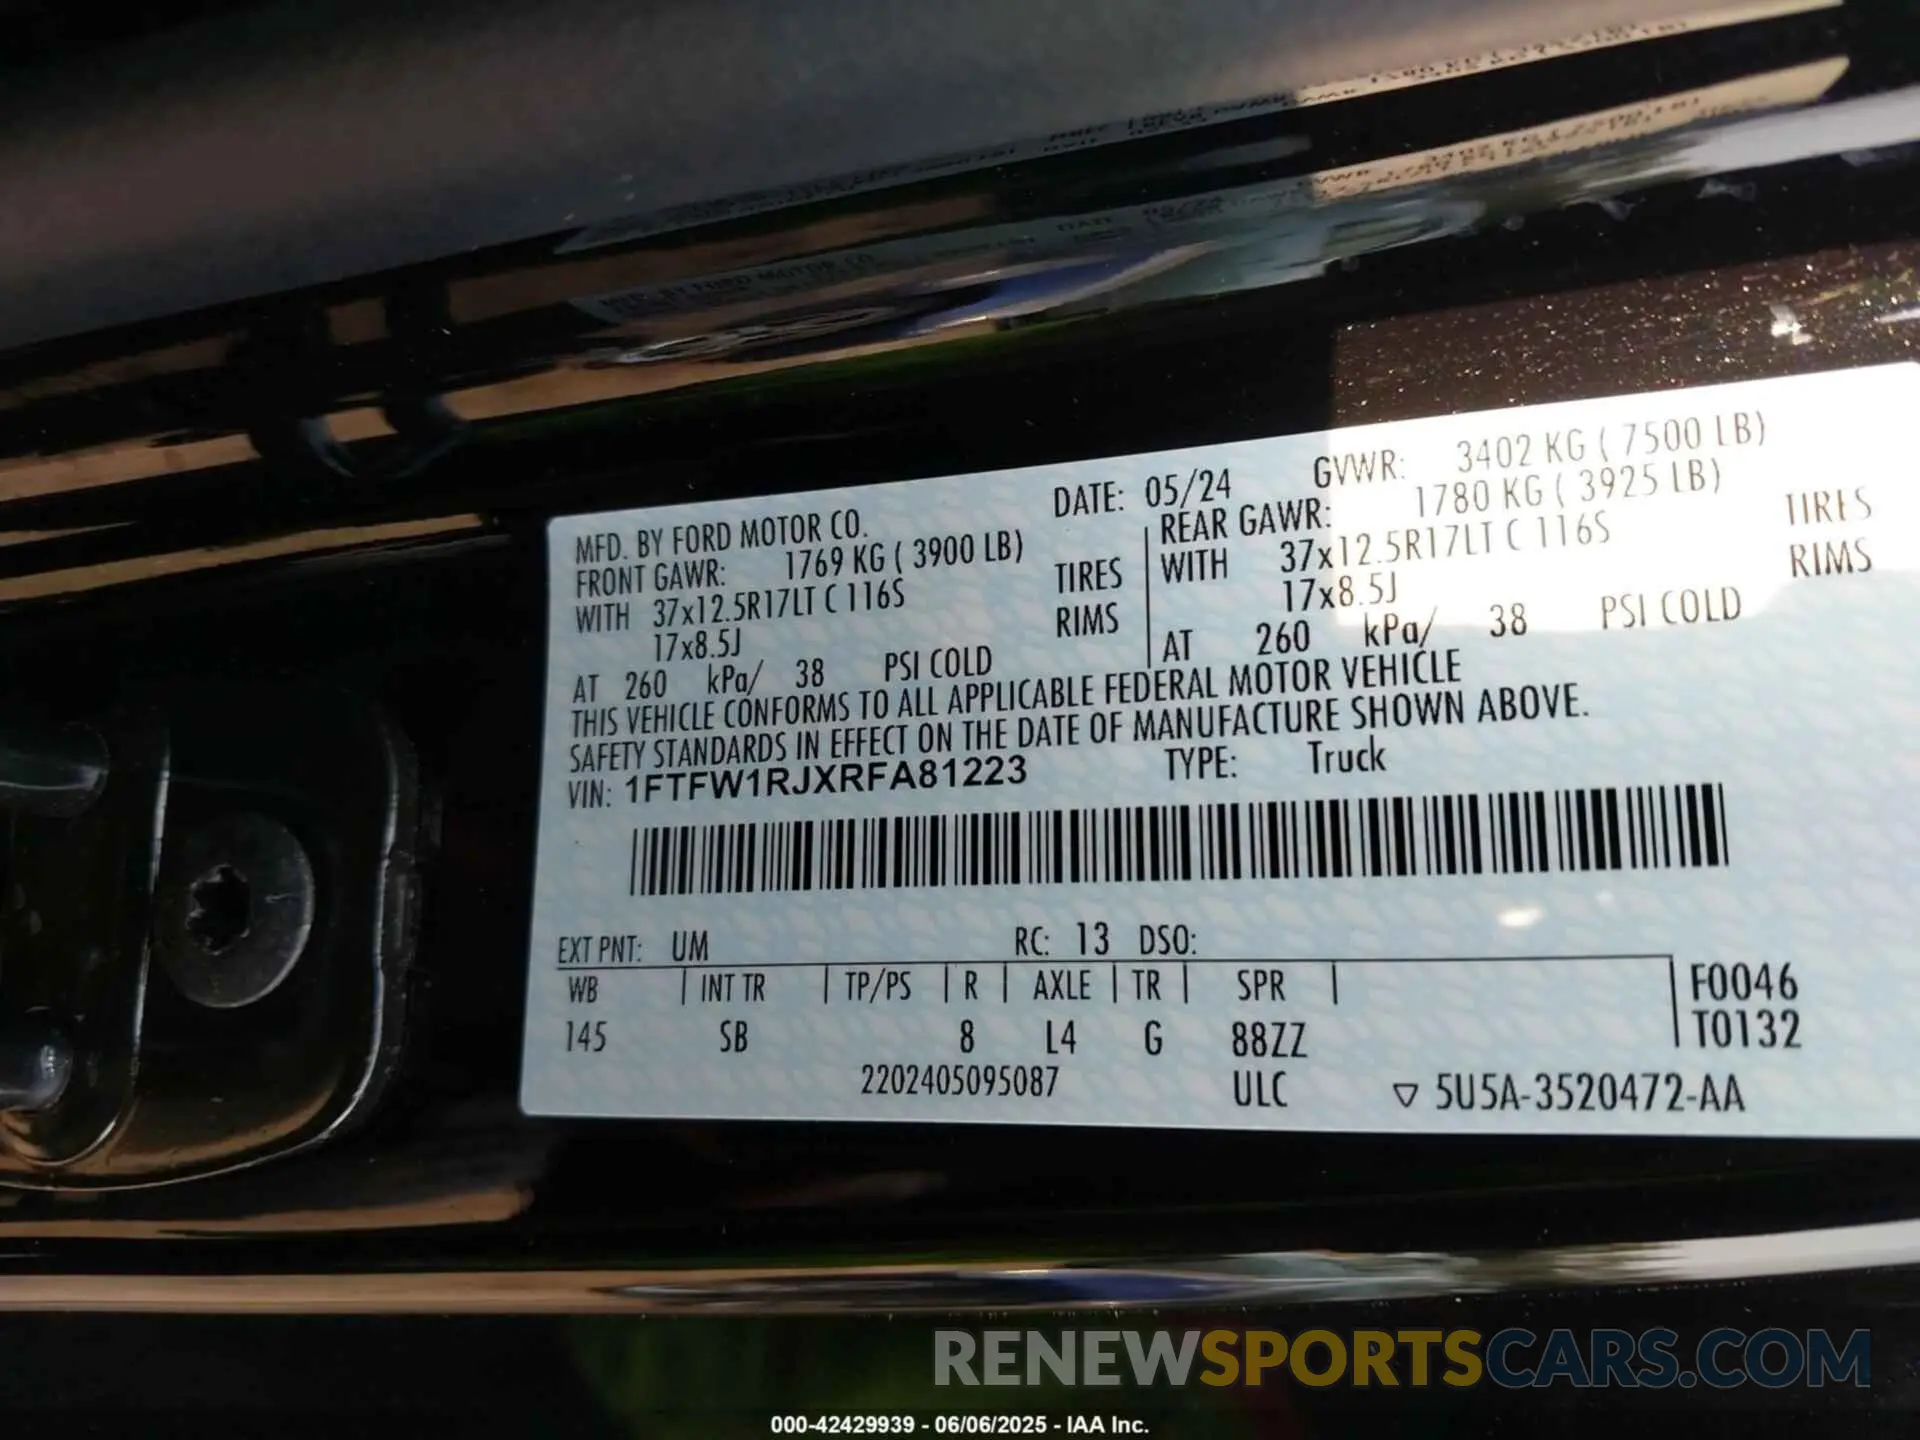 MFD. BY FORD MOTOR CO.
DATE: 05/24
GVWR: 3402 KG ( 7500 LB)
FRONT GAWR: 1769 KG ( 3900 LB)
REAR GAWR: 1780 KG ( 3925 LB)
WITH 37x12.5R17LT C 116S TIRES
WITH 37x12.5R17LT C 116S TIRES
17x8.5J RIMS
17x8.5J RIMS
AT 260 kPa/ 38 PSI COLD
AT 260 kPa/ 38 PSI COLD
THIS VEHICLE CONFORMS TO ALL APPLICABLE FEDERAL MOTOR VEHICLE
SAFETY STANDARDS IN EFFECT ON THE DATE OF MANUFACTURE SHOWN ABOVE.
VIN: 1FTFW1RJXRFA81223
TYPE: Truck
EXT PNT: UM RC: 13 DSO:
WB | INT TR | TP/PS | R | AXLE | TR | SPR |
145 SB 8 L4 G 88ZZ
F0046
T0132
2202405095087 ULC ▽ 5U5A-3520472-AA
MFD. BY FORD MOTOR CO.
RENEWSPORTSCARS.COM
000-42429939 - 06/06/2025 - IAA Inc.